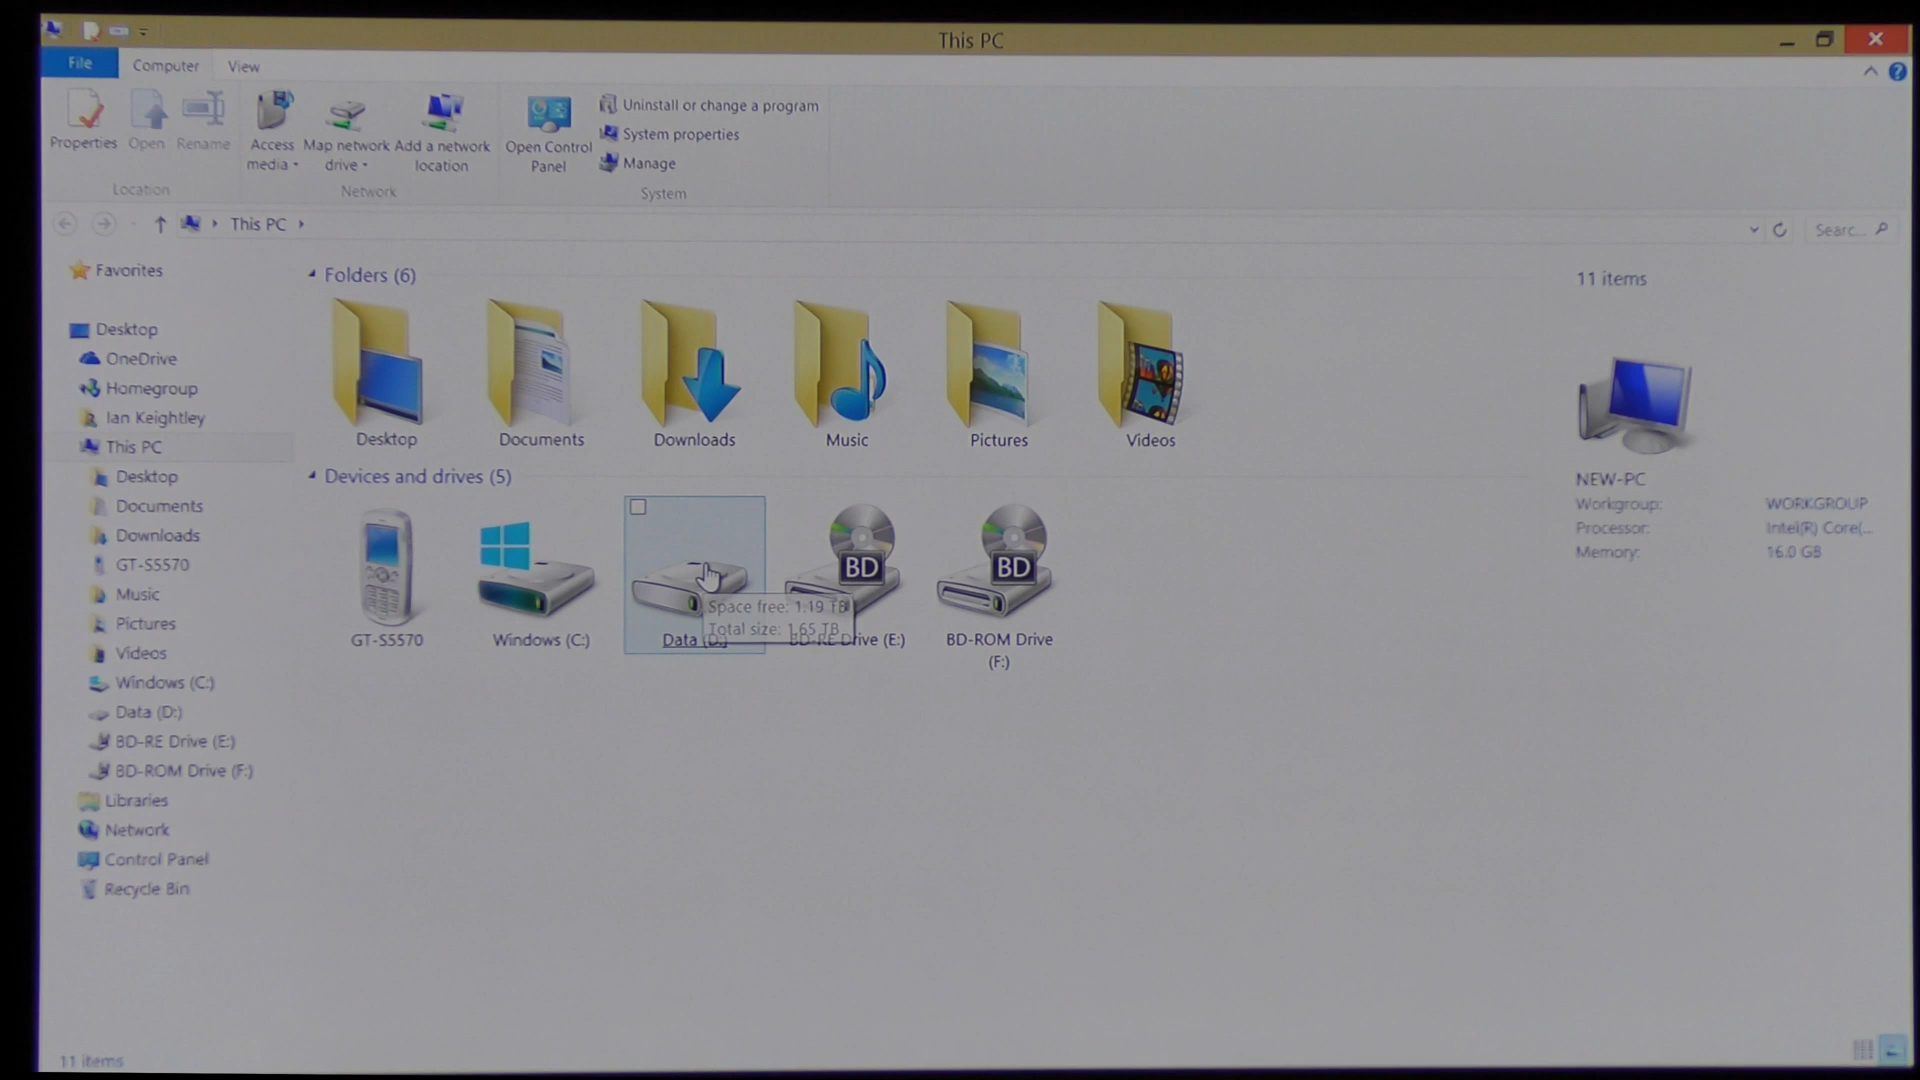 This PC
File
Computer
View
Properties
Open
Rename
Access media
Map network drive
Add a network location
Open Control Panel
Uninstall or change a program
System properties
Manage
Location
Network
System
This PC
Searc...
Favorites
Desktop
OneDrive
Homegroup
Ian Keightley
This PC
Desktop
Documents
Downloads
GT-S5570
Music
Pictures
Videos
Windows (C:)
Data (D:)
BD-RE Drive (E:)
BD-ROM Drive (F:)
Libraries
Network
Control Panel
Recycle Bin
Folders (6)
Desktop
Documents
Downloads
Music
Pictures
Videos
Devices and drives (5)
BD
BD
Space free: 1.19 TB
Total size: 1.65 TB
GT-S5570
Windows (C:)
Data (D:)
BD-RE Drive (E:)
BD-ROM Drive
(F:)
11 items
NEW-PC
Workgroup: WORKGROUP
Processor: Intel(R) Core(...
Memory: 16.0 GB
11 items